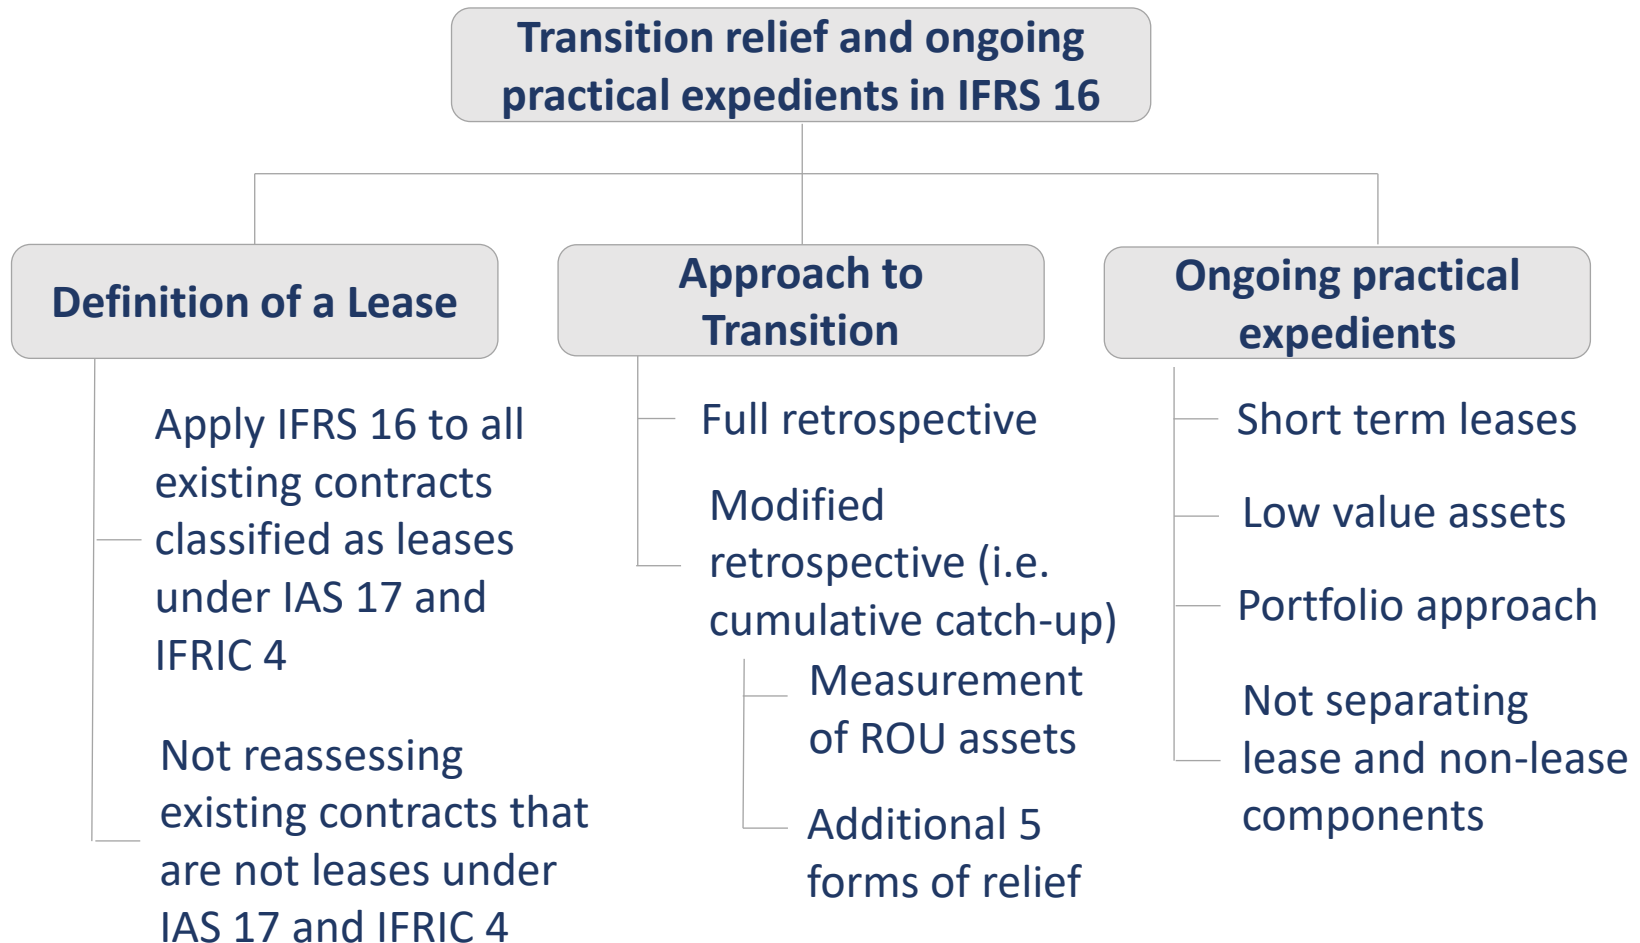 Transition relief and ongoing
practical expedients in IFRS 16
Definition of a Lease
Apply IFRS 16 to all
existing contracts
classified as leases
under IAS 17 and
IFRIC 4
Not reassessing
existing contracts that
are not leases under
IAS 17 and IFRIC 4
Approach to
Transition
Full retrospective
Modified
retrospective (i.e.
cumulative catch-up)
Measurement
of ROU assets
Additional 5
forms of relief
Ongoing practical
expedients
Short term leases
Low value assets
Portfolio approach
Not separating
lease and non-lease
components